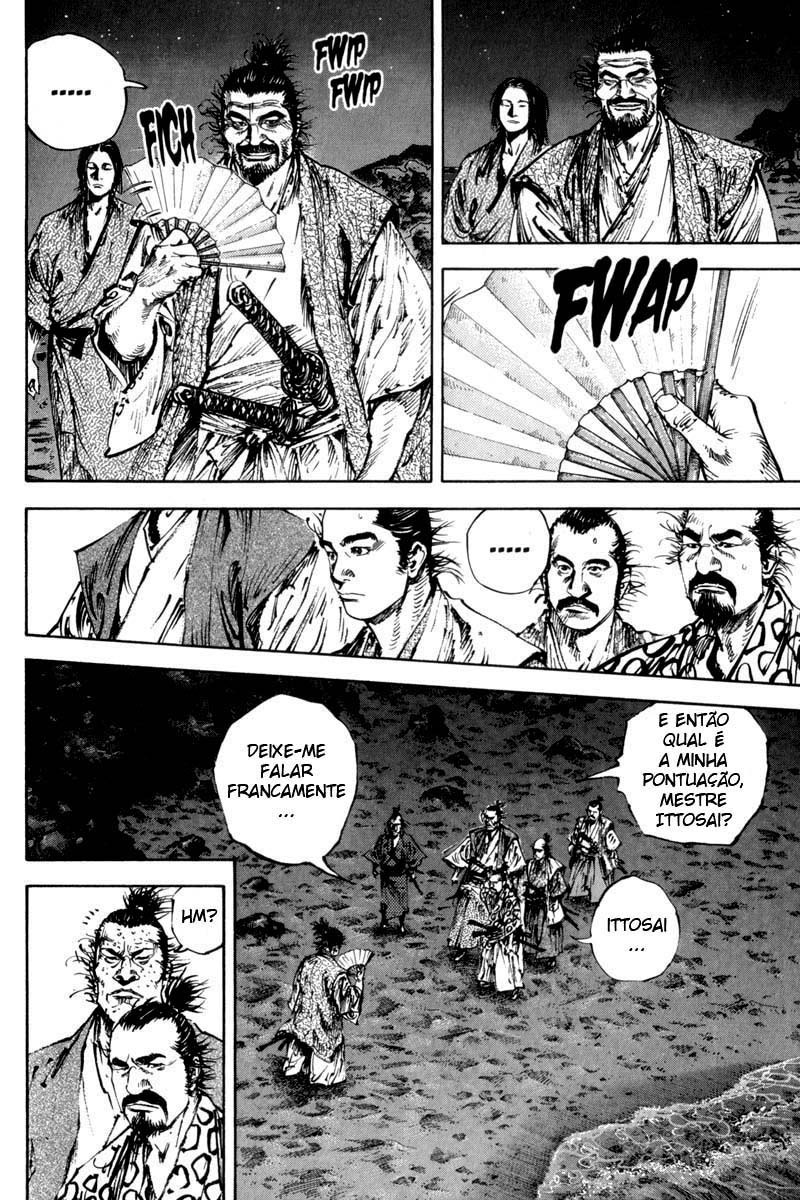 .....
FICH
FWIP
FWIP
FWAP
.....
DEIXE-ME
FALAR
FRANCAMENTE
...
E ENTÃO
QUAL É
A MINHA
PONTUAÇÃO,
MESTRE
ITTOSAI?
ITTOSAI
...
HM?